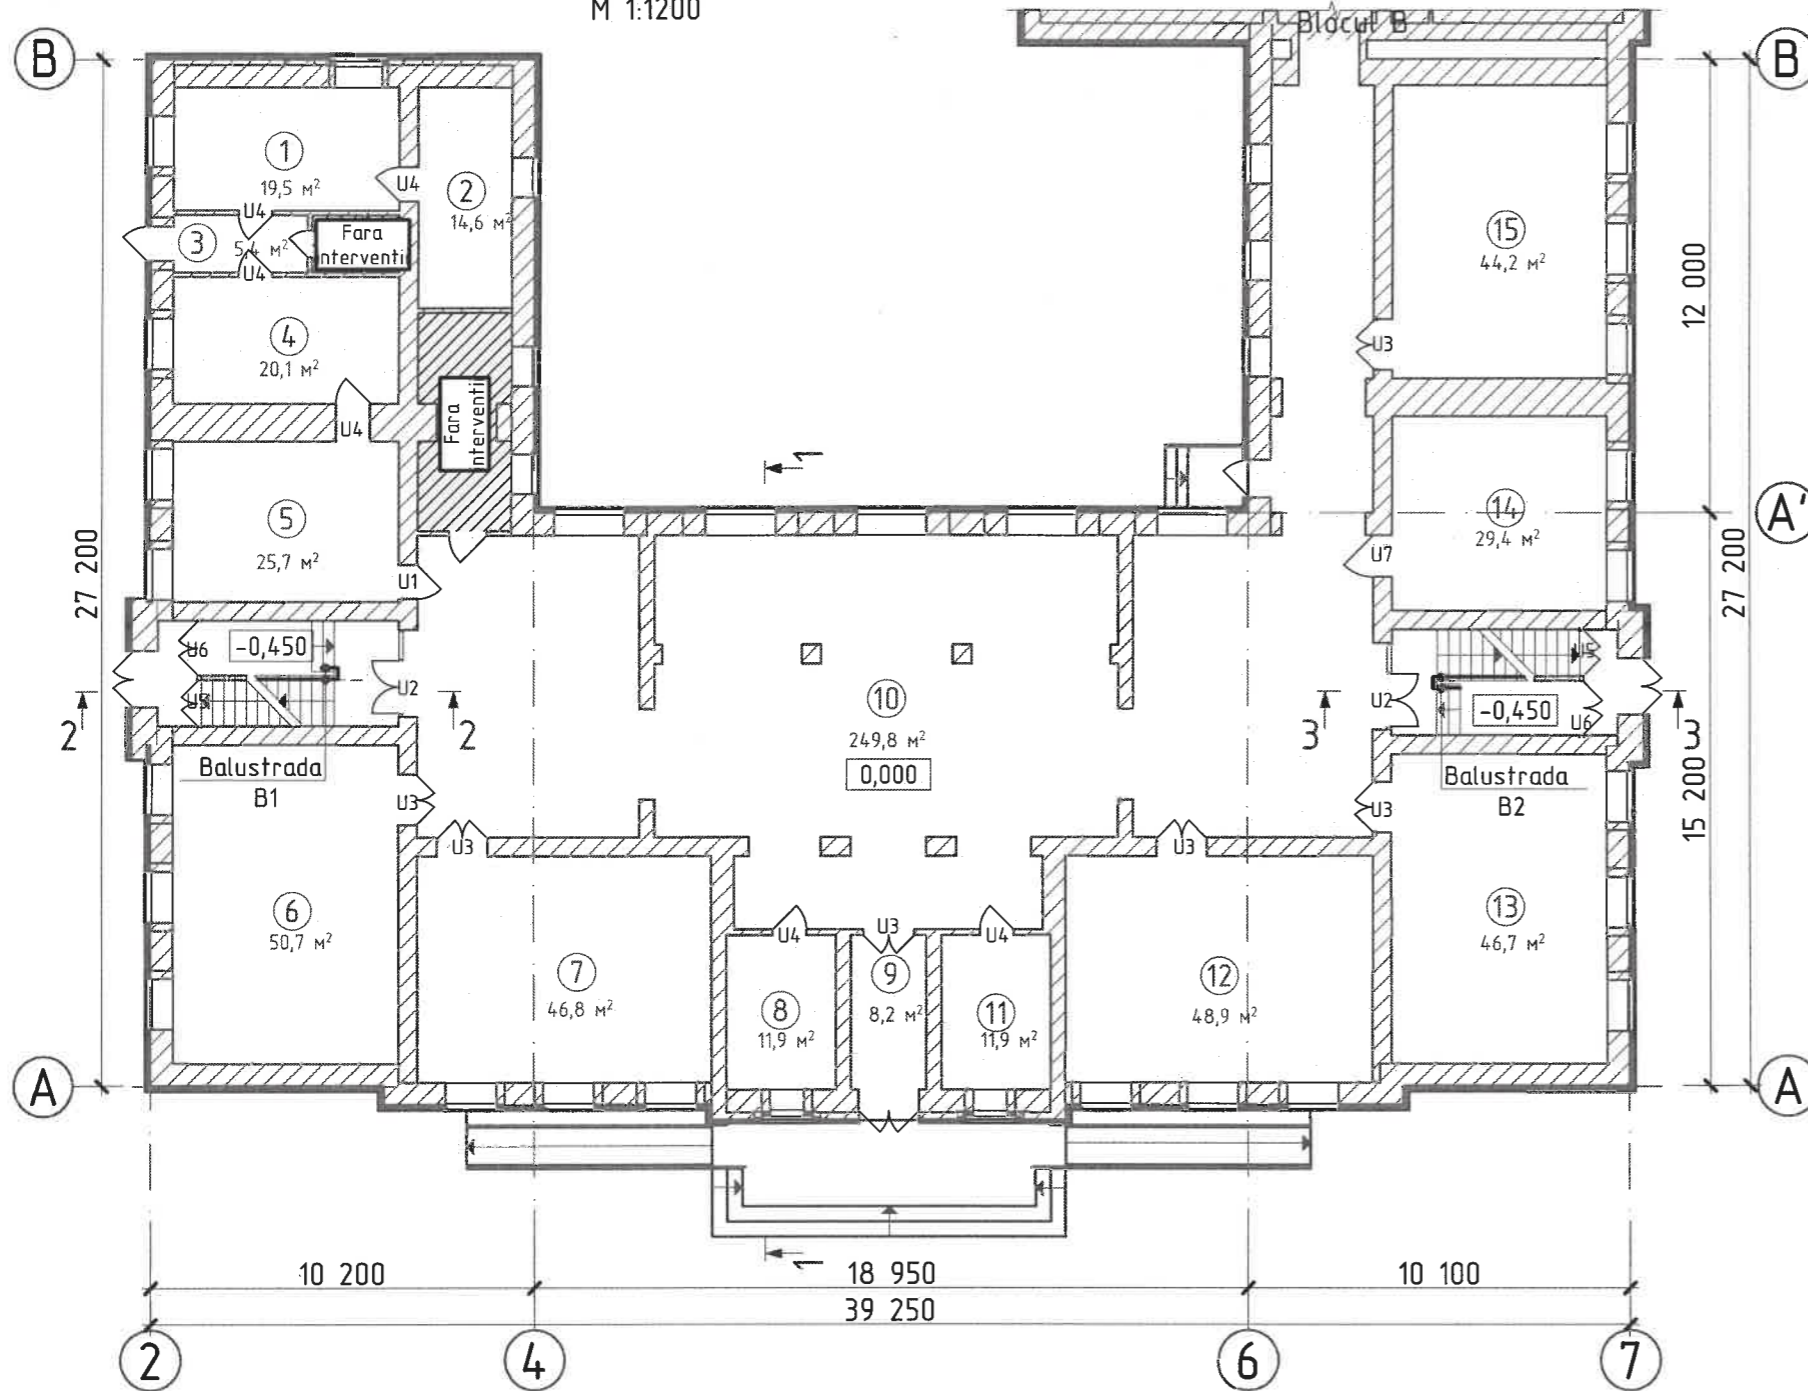 M 1:1200
Blocul B
B
B
1
19,5 м²
U4
2
14,6 м²
U4
3
5,4 м²
Fara
nterventi
U4
15
44,2 м²
12 000
4
20,1 м²
U3
U4
Fara
nterventi
1
5
25,7 м²
14
29,4 м²
A'
27 200
U1
U7
27 200
U6
-0,450
U5
U2
2
2
10
249,8 м²
0,000
3
U2
-0,450
U6
3
Balustrada
B1
Balustrada
B2
15 200
U3
U3
U3
U3
6
50,7 м²
7
46,8 м²
U4
U3
U4
8
11,9 м²
9
8,2 м²
11
11,9 м²
12
48,9 м²
13
46,7 м²
A
A
1
10 200
18 950
10 100
39 250
2
4
6
7